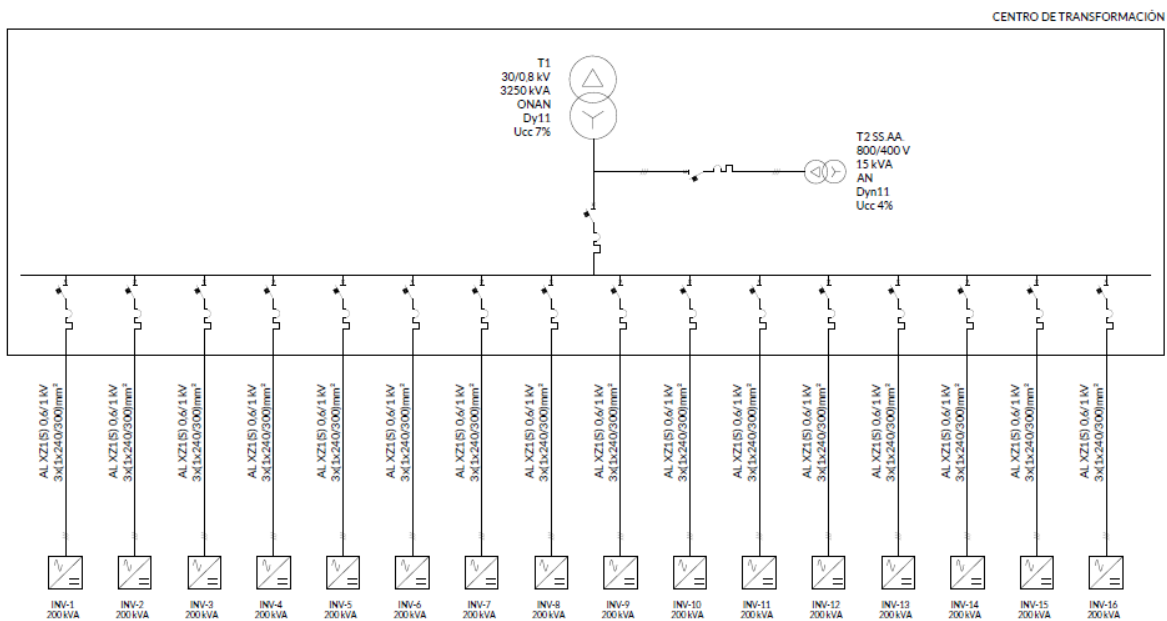 CENTRO DE TRANSFORMACIÓN
T1
30/0,8 kV
3250 kVA
ONAN
Dy11
Ucc 7%
T2 SS.AA.
800/400 V
15 kVA
AN
Dyn11
Ucc 4%
AL XZ1(S) 0,6/1 kV
3x(1x240/300)mm²
AL XZ1(S) 0,6/1 kV
3x(1x240/300)mm²
AL XZ1(S) 0,6/1 kV
3x(1x240/300)mm²
AL XZ1(S) 0,6/1 kV
3x(1x240/300)mm²
AL XZ1(S) 0,6/1 kV
3x(1x240/300)mm²
AL XZ1(S) 0,6/1 kV
3x(1x240/300)mm²
AL XZ1(S) 0,6/1 kV
3x(1x240/300)mm²
AL XZ1(S) 0,6/1 kV
3x(1x240/300)mm²
AL XZ1(S) 0,6/1 kV
3x(1x240/300)mm²
AL XZ1(S) 0,6/1 kV
3x(1x240/300)mm²
AL XZ1(S) 0,6/1 kV
3x(1x240/300)mm²
AL XZ1(S) 0,6/1 kV
3x(1x240/300)mm²
AL XZ1(S) 0,6/1 kV
3x(1x240/300)mm²
AL XZ1(S) 0,6/1 kV
3x(1x240/300)mm²
AL XZ1(S) 0,6/1 kV
3x(1x240/300)mm²
AL XZ1(S) 0,6/1 kV
3x(1x240/300)mm²
INV-1
200 kVA
INV-2
200 kVA
INV-3
200 kVA
INV-4
200 kVA
INV-5
200 kVA
INV-6
200 kVA
INV-7
200 kVA
INV-8
200 kVA
INV-9
200 kVA
INV-10
200 kVA
INV-11
200 kVA
INV-12
200 kVA
INV-13
200 kVA
INV-14
200 kVA
INV-15
200 kVA
INV-16
200 kVA